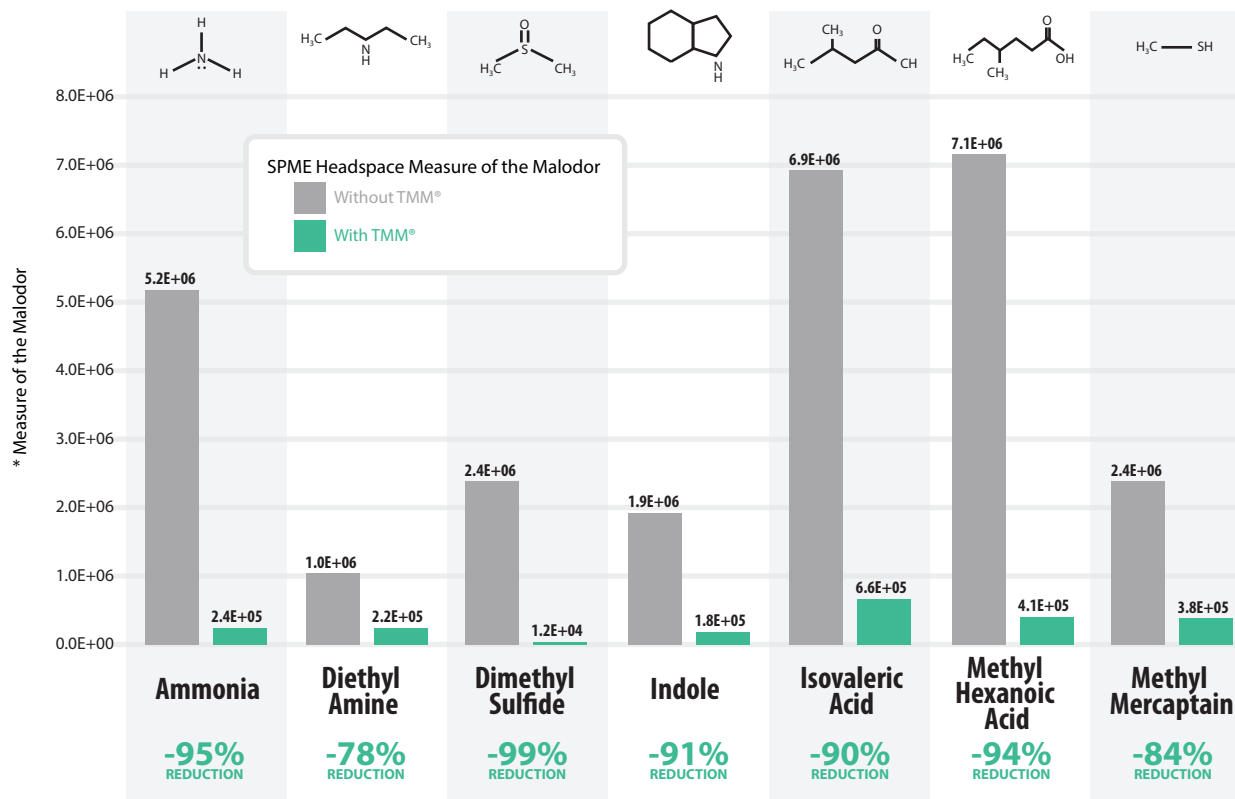 H
N
H
H
H₃C
N
H
CH₃
O
S
H₃C
CH₃
N
H
CH₃
O
H₃C
CH
O
H₃C
OH
CH₃
H₃C
SH
* Measure of the Malodor
8.0E+06
7.0E+06
6.0E+06
5.0E+06
4.0E+06
3.0E+06
2.0E+06
1.0E+06
0.0E+00
SPME Headspace Measure of the Malodor
Without TMM®
With TMM®
5.2E+06
2.4E+05
1.0E+06
2.2E+05
2.4E+06
1.2E+04
1.9E+06
1.8E+05
6.9E+06
6.6E+05
7.1E+06
4.1E+05
2.4E+06
3.8E+05
Ammonia
-95%
REDUCTION
Diethyl
Amine
-78%
REDUCTION
Dimethyl
Sulfide
-99%
REDUCTION
Indole
-91%
REDUCTION
Isovaleric
Acid
-90%
REDUCTION
Methyl
Hexanoic
Acid
-94%
REDUCTION
Methyl
Mercaptain
-84%
REDUCTION